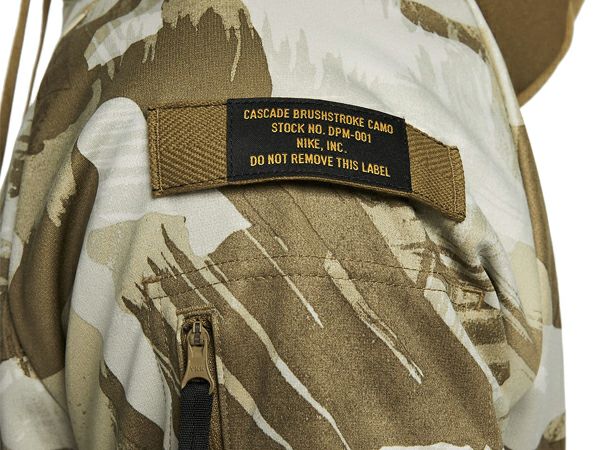 CASCADE BRUSHSTROKE CAMO
STOCK NO. DPM-001
NIKE, INC.
DO NOT REMOVE THIS LABEL